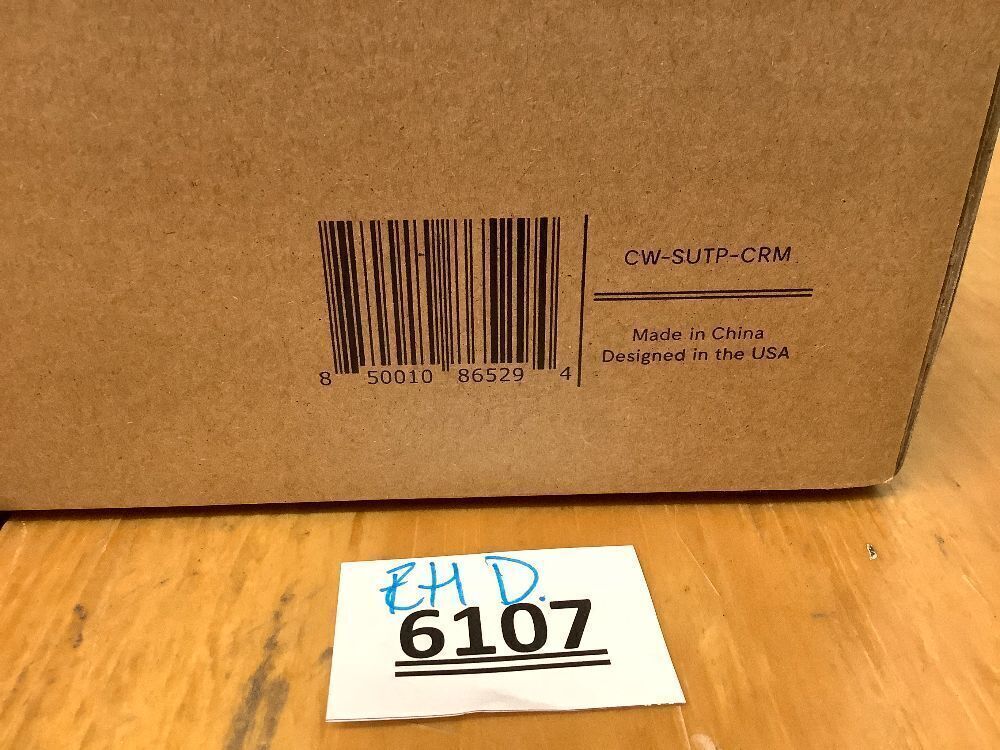 CW-SUTP-CRM
Made in China
Designed in the USA
8 50010 86529 4
6107